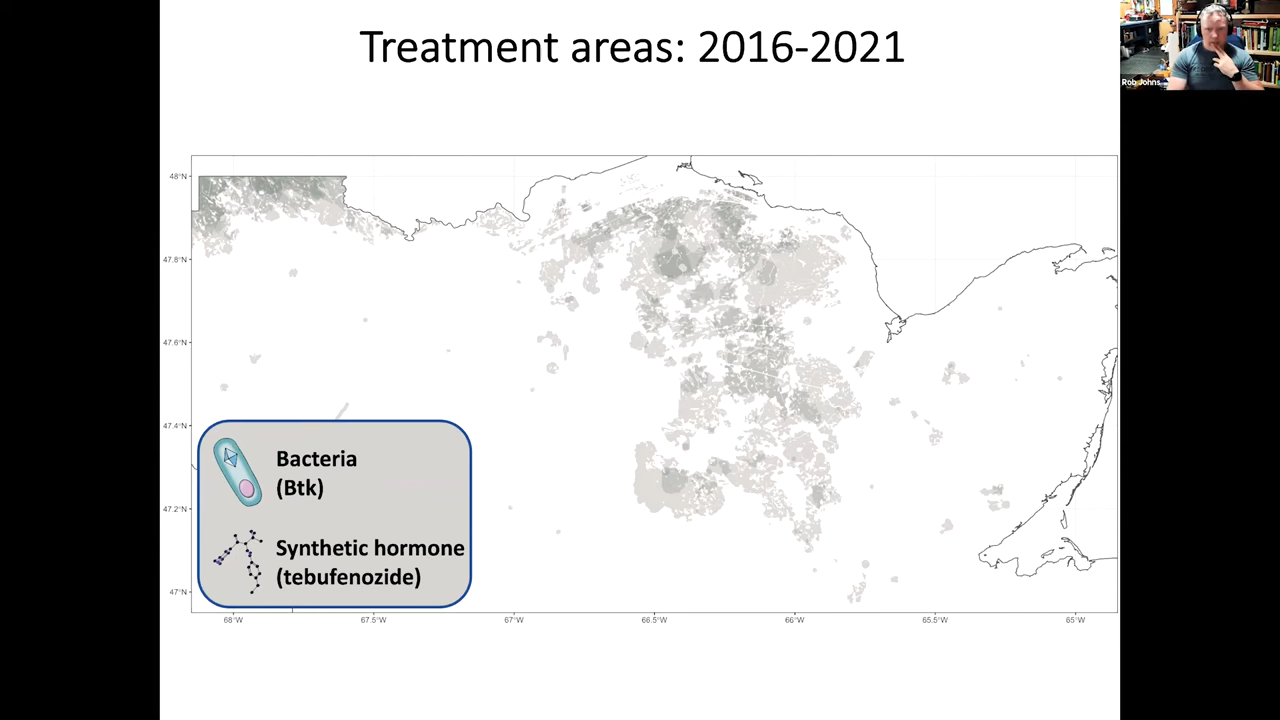 Treatment areas: 2016-2021
Rob Johns
48°N
47.8°N
47.6°N
47.4°N
47.2°N
47°N
68°W
67.5°W
67°W
66.5°W
66°W
65.5°W
65°W
Bacteria
(Btk)
Synthetic hormone
(tebufenozide)